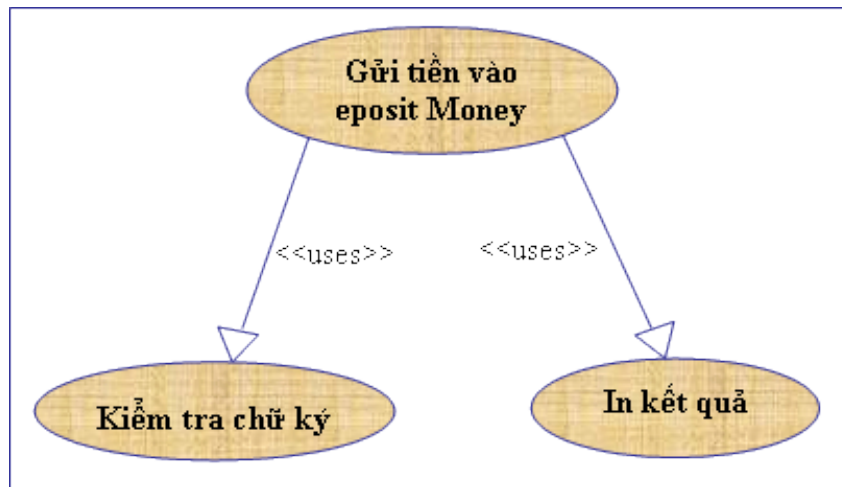 Gửi tiền vào
eposit Money
<<uses>>
<<uses>>
Kiểm tra chữ ký
In kết quả